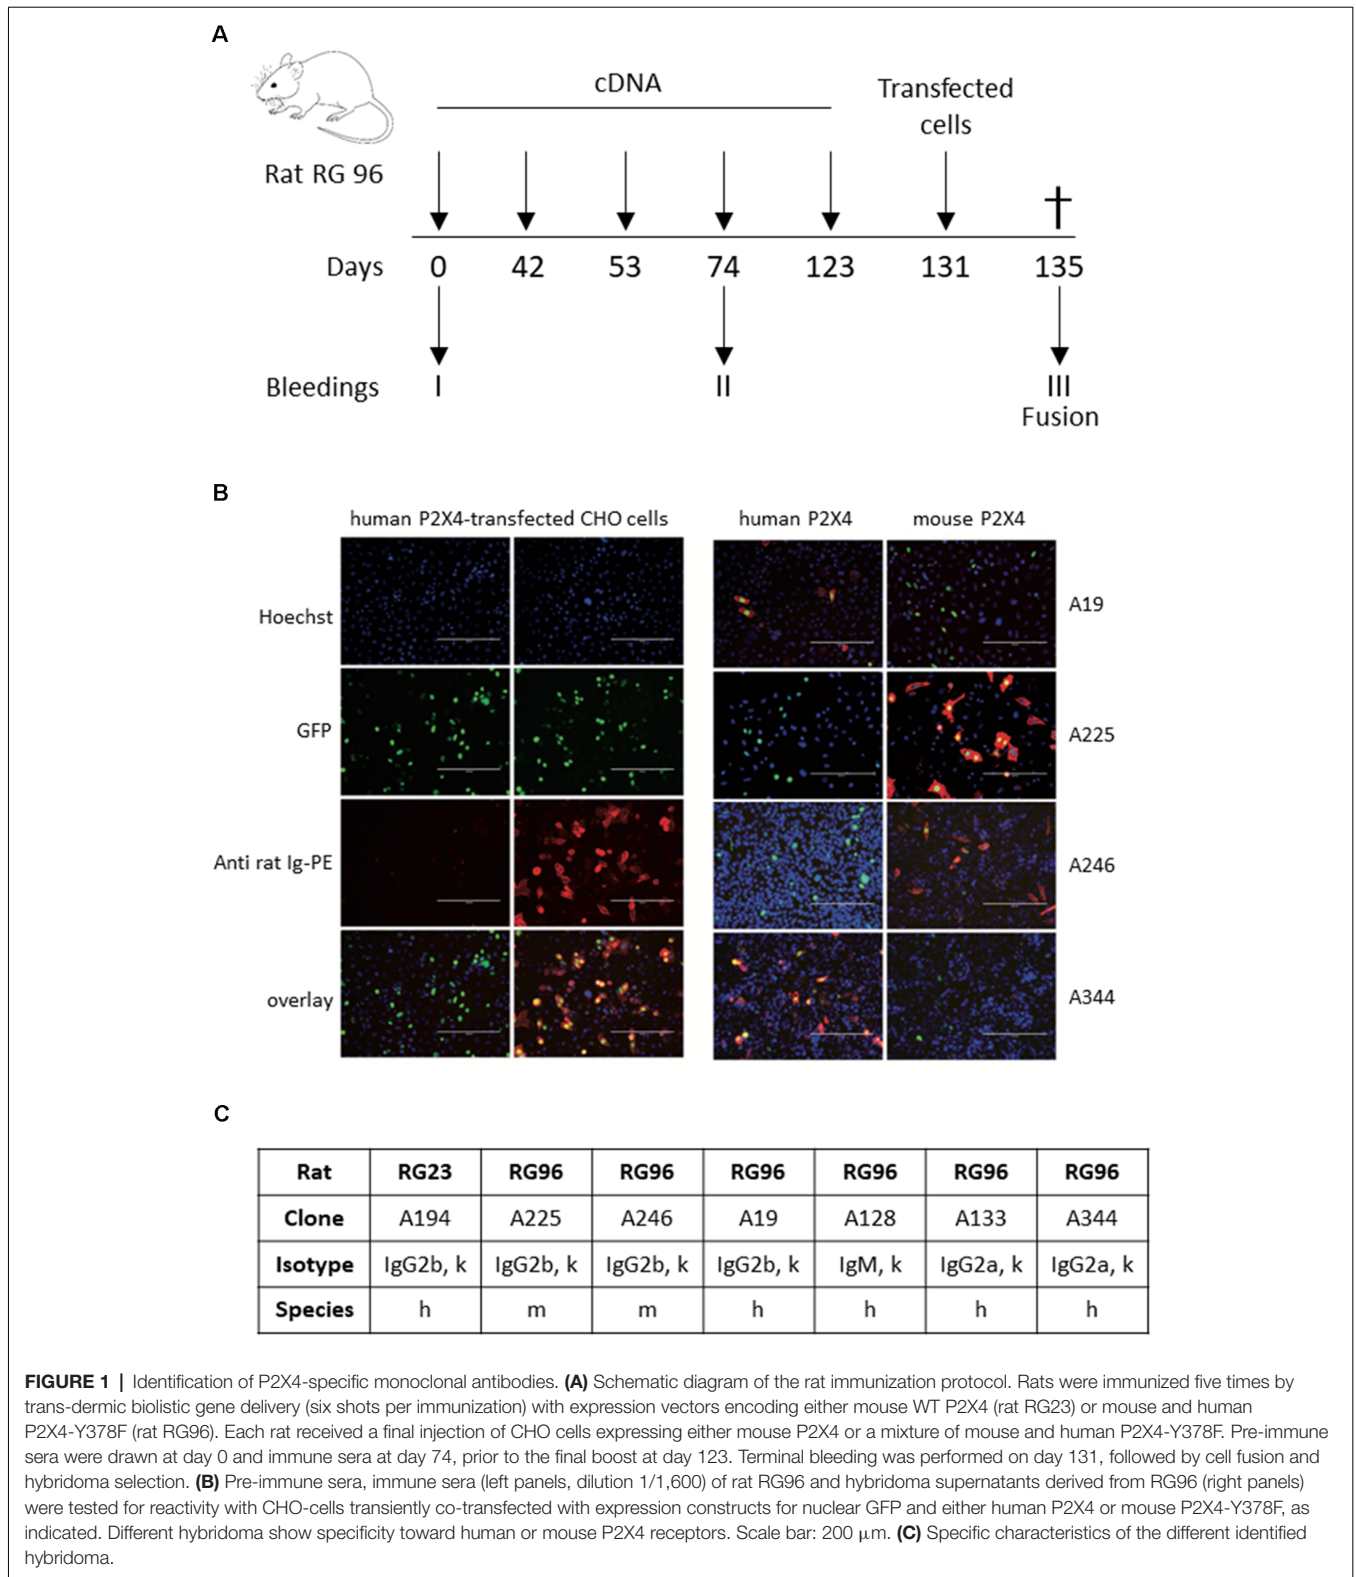 A
cDNA
Transfected
cells
Rat RG 96
Days 0 42 53 74 123 131 135
Bleedings I II III
Fusion
B
human P2X4-transfected CHO cells human P2X4 mouse P2X4
Hoechst A19
GFP A225
Anti rat Ig-PE A246
overlay A344
C
Rat RG23 RG96 RG96 RG96 RG96 RG96 RG96
Clone A194 A225 A246 A19 A128 A133 A344
Isotype IgG2b, k IgG2b, k IgG2b, k IgG2b, k IgM, k IgG2a, k IgG2a, k
Species h m m h h h h
FIGURE 1 | Identification of P2X4-specific monoclonal antibodies. (A) Schematic diagram of the rat immunization protocol. Rats were immunized five times by
trans-dermic biolistic gene delivery (six shots per immunization) with expression vectors encoding either mouse WT P2X4 (rat RG23) or mouse and human
P2X4-Y378F (rat RG96). Each rat received a final injection of CHO cells expressing either mouse P2X4 or a mixture of mouse and human P2X4-Y378F. Pre-immune
sera were drawn at day 0 and immune sera at day 74, prior to the final boost at day 123. Terminal bleeding was performed on day 131, followed by cell fusion and
hybridoma selection. (B) Pre-immune sera, immune sera (left panels, dilution 1/1,600) of rat RG96 and hybridoma supernatants derived from RG96 (right panels)
were tested for reactivity with CHO-cells transiently co-transfected with expression constructs for nuclear GFP and either human P2X4 or mouse P2X4-Y378F, as
indicated. Different hybridoma show specificity toward human or mouse P2X4 receptors. Scale bar: 200 μm. (C) Specific characteristics of the different identified
hybridoma.